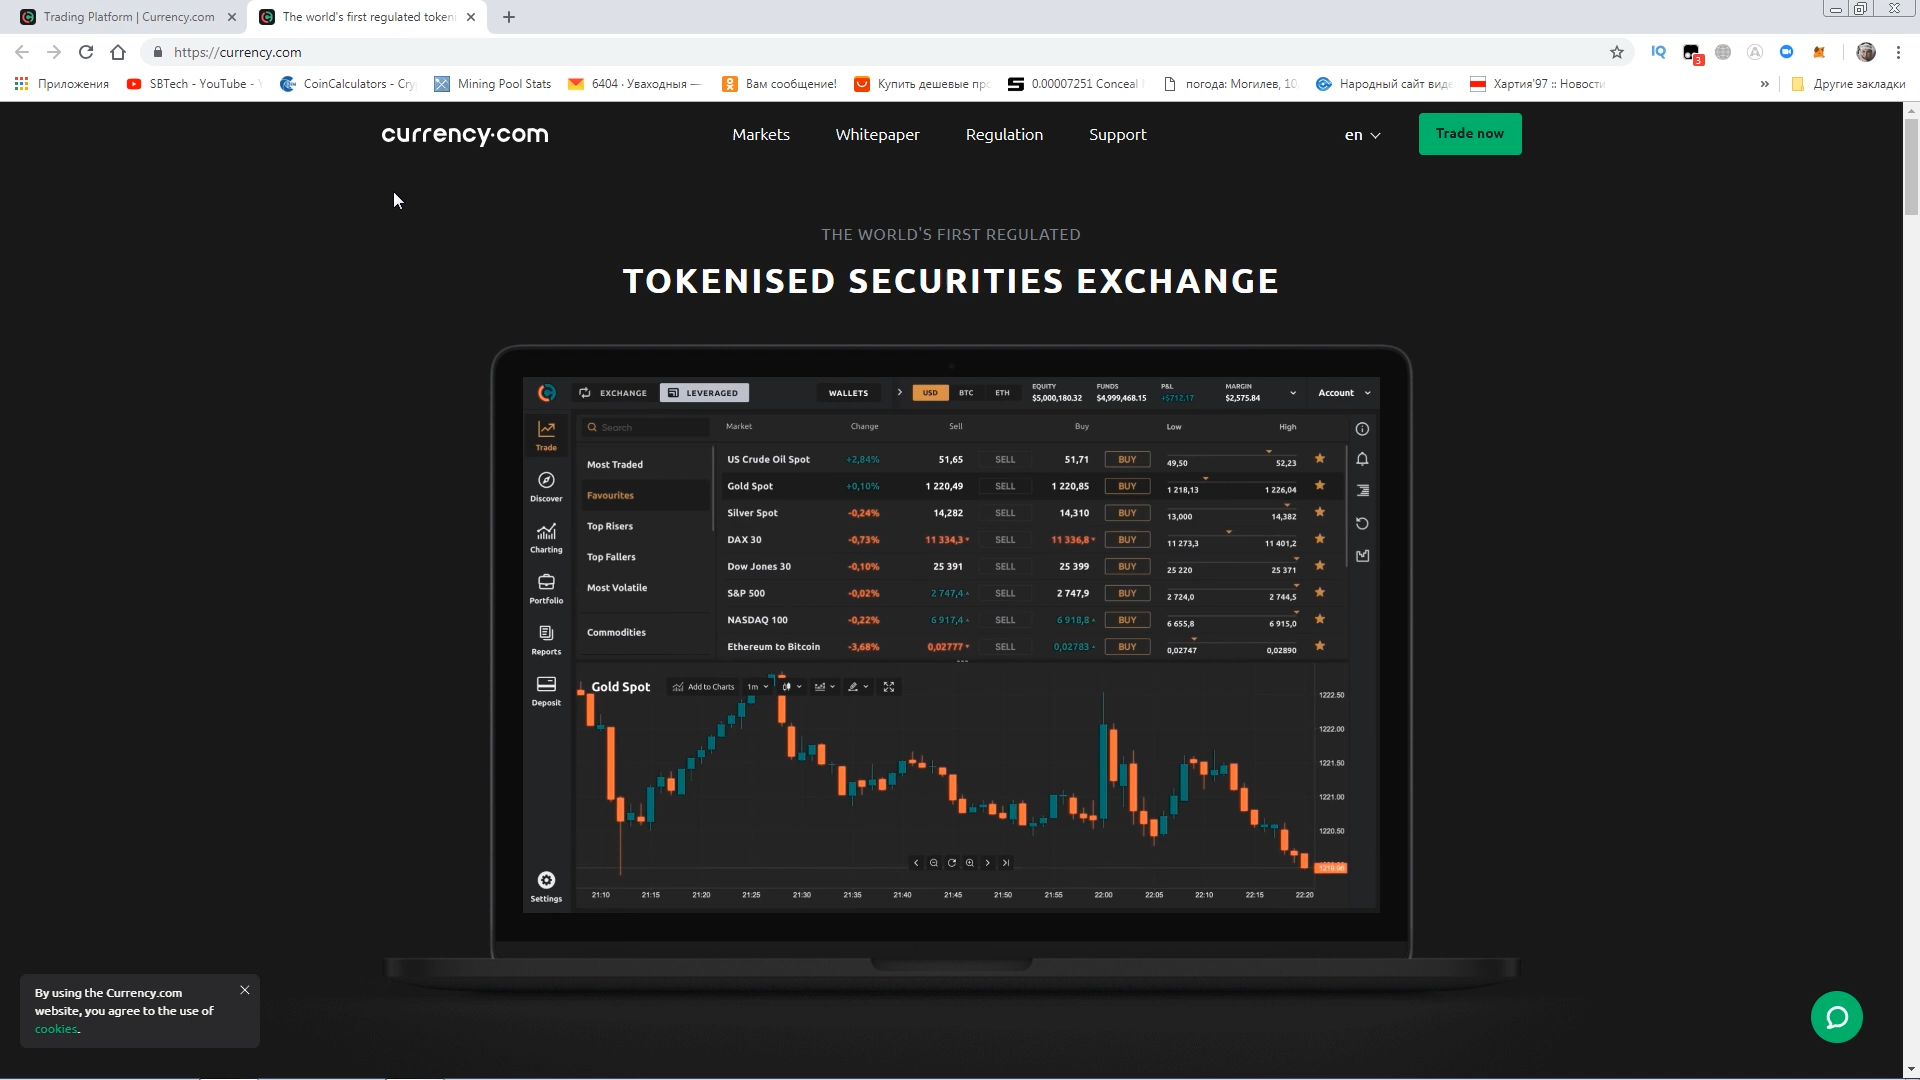 Trading Platform | Currency.com
The world's first regulated token
https://currency.com
3
Приложения
SBTech - YouTube -
CoinCalculators - Cry
Mining Pool Stats
6404 · Уваходныя —
Вам сообщение!
Купить дешевые пр
0.00007251 Conceal
погода: Могилев, 10
Народный сайт вид
Хартия'97 :: Новости
»
Другие закладки
currency.com
Markets
Whitepaper
Regulation
Support
en
Trade now
THE WORLD'S FIRST REGULATED
TOKENISED SECURITIES EXCHANGE
EXCHANGE
LEVERAGED
WALLETS
USD
BTC
ETH
EQUITY
$5,000,180.32
FUNDS
$4,999,468.15
P&L
+$712.17
MARGIN
$2,575.84
Account
Trade
Discover
Charting
Portfolio
Reports
Deposit
Settings
Search
Most Traded
Favourites
Top Risers
Top Fallers
Most Volatile
Commodities
Market Change Sell Buy Low High
US Crude Oil Spot +2,84% 51,65 SELL 51,71 BUY 49,50 52,23
Gold Spot +0,10% 1 220,49 SELL 1 220,85 BUY 1 218,13 1 226,04
Silver Spot -0,24% 14,282 SELL 14,310 BUY 13,000 14,382
DAX 30 -0,73% 11 334,3 SELL 11 336,8 BUY 11 273,3 11 401,2
Dow Jones 30 -0,10% 25 391 SELL 25 399 BUY 25 220 25 371
S&P 500 -0,02% 2 747,4 SELL 2 747,9 BUY 2 724,0 2 744,5
NASDAQ 100 -0,22% 6 917,4 SELL 6 918,8 BUY 6 655,8 6 915,0
Ethereum to Bitcoin -3,68% 0,02777 SELL 0,02783 BUY 0,02747 0,02890
Gold Spot
Add to Charts
1m
1222.50
1222.00
1221.50
1221.00
1220.50
21:10 21:15 21:20 21:25 21:30 21:35 21:40 21:45 21:50 21:55 22:00 22:05 22:10 22:15 22:20
By using the Currency.com
website, you agree to the use of
cookies.